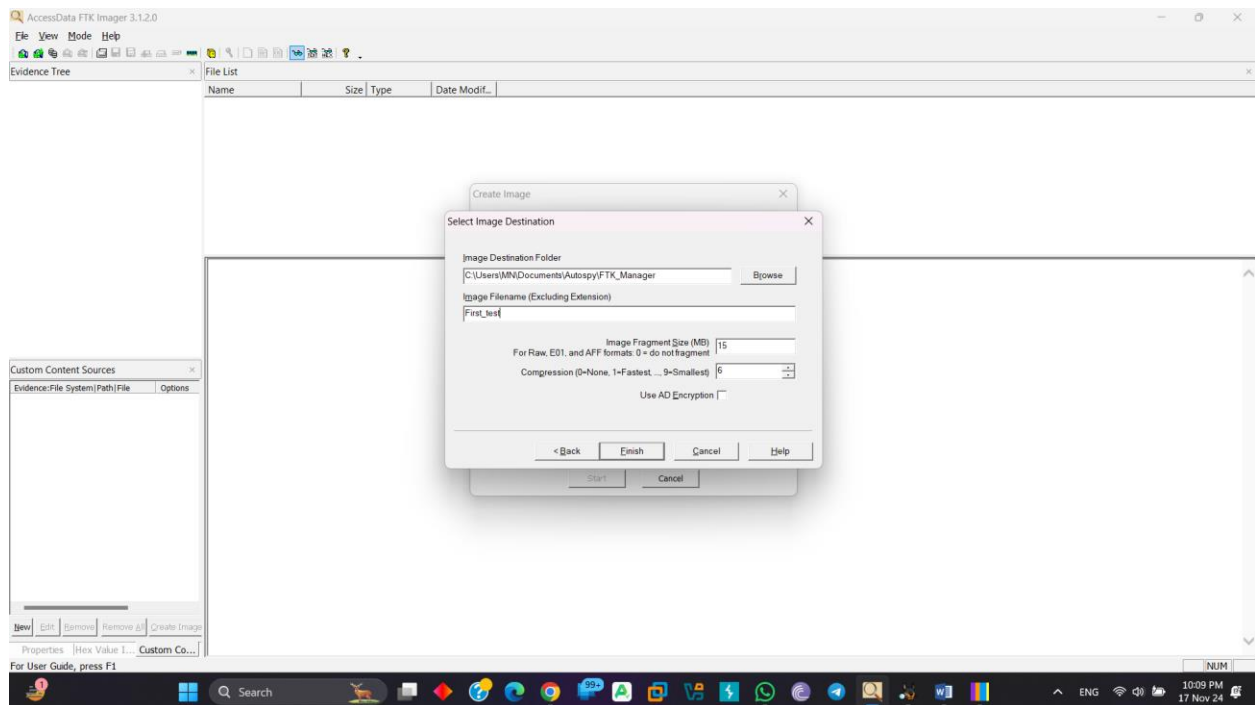 AccessData FTK Imager 3.1.2.0
File View Mode Help
Evidence Tree
File List
Name Size Type Date Modif...
Create Image
Select Image Destination
Image Destination Folder
C:\Users\MN\Documents\Autospy\FTK_Manager Browse
Image Filename (Excluding Extension)
First_test
Image Fragment Size (MB) 15
For Raw, E01, and AFF formats: 0 = do not fragment
Compression (0=None, 1=Fastest, ..., 9=Smallest) 6
Use AD Encryption
< Back Finish Cancel Help
Start Cancel
Custom Content Sources
Evidence:File System|Path|File Options
New Edit Remove Remove All Create Image
Properties Hex Value I... Custom Co...
For User Guide, press F1 NUM
1 Search 99+ ENG 10:09 PM
17 Nov 24